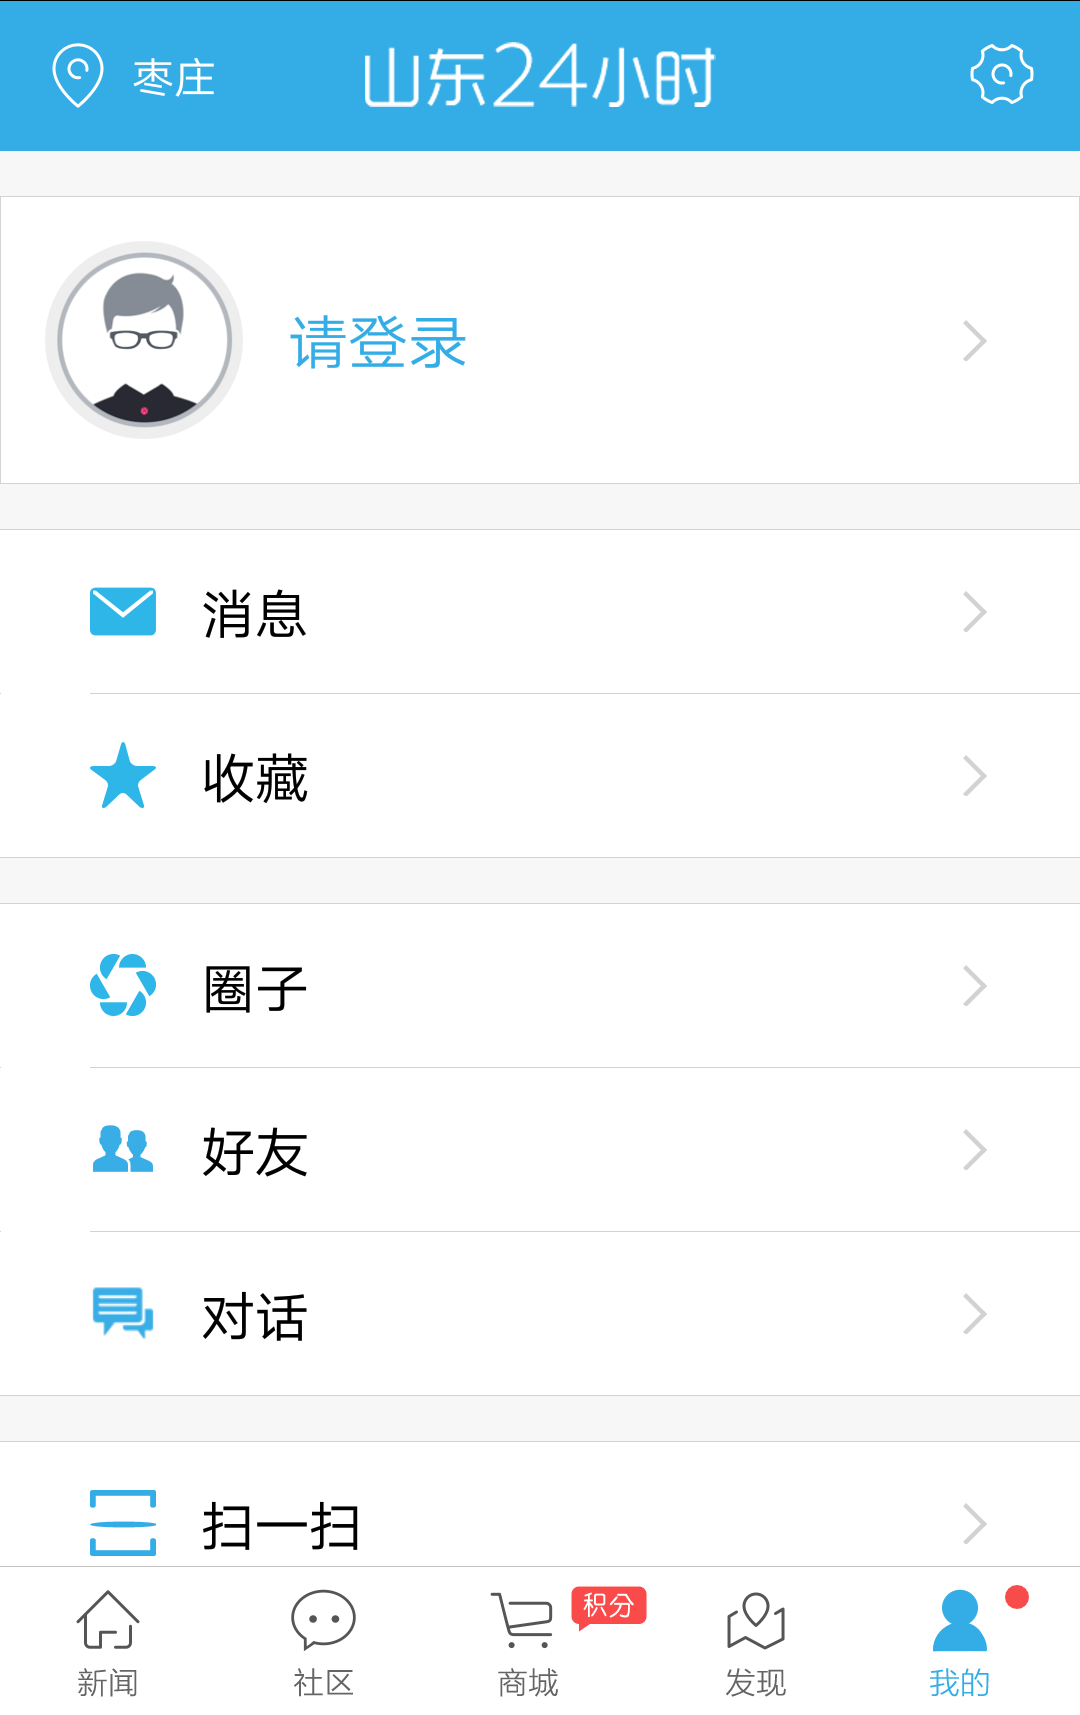 枣庄
山东24小时
请登录
消息
收藏
圈子
好友
对话
扫一扫
积分
新闻
社区
商城
发现
我的